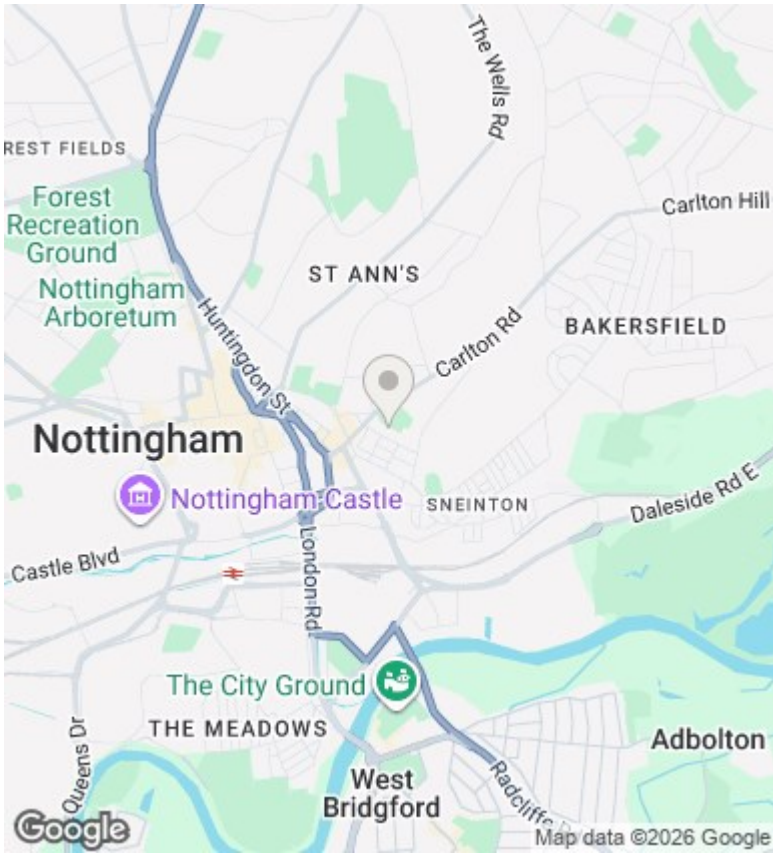 The Wells Rd
REST FIELDS
Carlton Hill
Forest
Recreation
Ground
ST ANN'S
Nottingham
Arboretum
Huntingdon St
Carlton Rd
BAKERSFIELD
Nottingham
Nottingham Castle
SNEINTON
Daleside Rd E
Castle Blvd
London Rd
The City Ground
THE MEADOWS
Queens Dr
Adbolton
West
Bridgford
Radcliffe
Google
Map data ©2026 Google